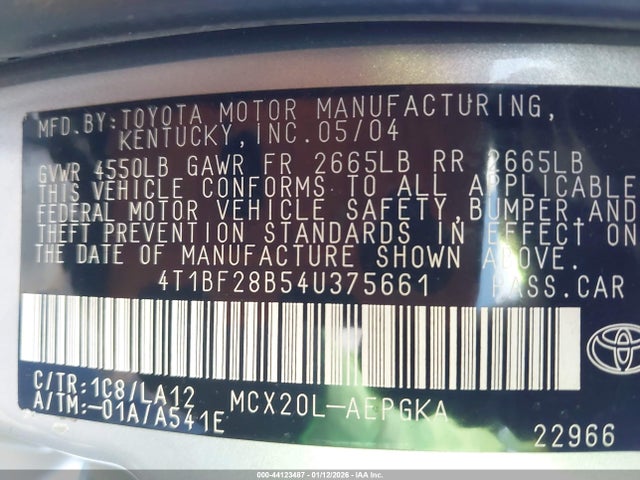 MFD.BY:TOYOTA MOTOR MANUFACTURING,
KENTUCKY, INC. 05/04
GVWR 4550LB GAWR FR 2665LB RR 2665LB
THIS VEHICLE CONFORMS TO ALL APPLICABLE
FEDERAL MOTOR VEHICLE SAFETY, BUMPER, AND
THEFT PREVENTION STANDARDS IN EFFECT ON
THE DATE OF MANUFACTURE SHOWN ABOVE.
4T1BF28B54U375661 PASS.CAR
C/TR:1C8/LA12 MCX20L-AEPGKA
A/TM:-01A/A541E
22966
000 - 44123487 - 01/12/2026 - IAAI - COPART